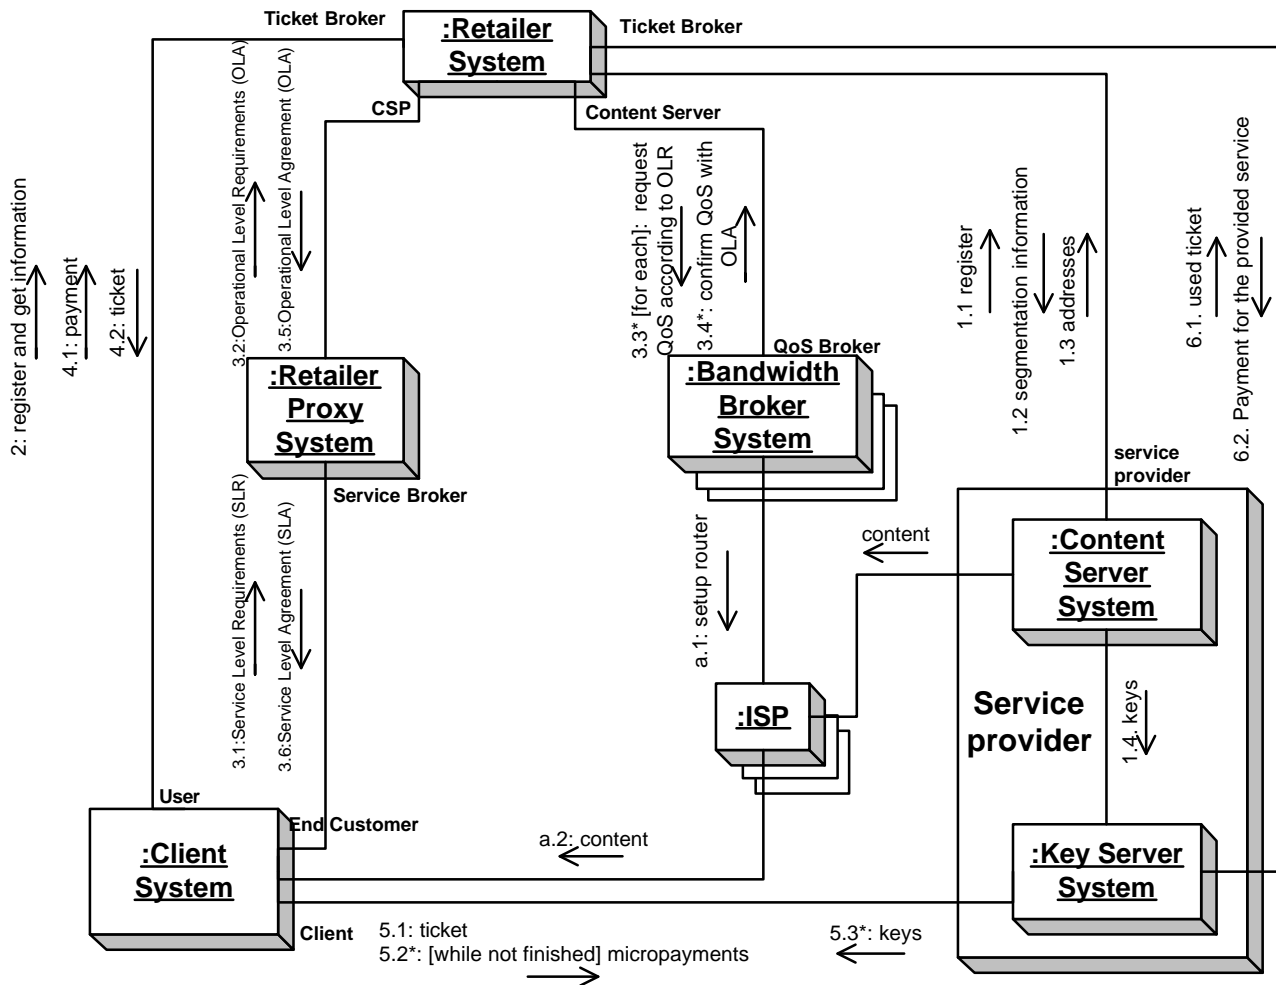 Ticket Broker
:Retailer
System
Ticket Broker
CSP
Content Server
2: register and get information
4.1: payment
4.2: ticket
3.2:Operational Level Requirements (OLA)
3.5:Operational Level Agreement (OLA)
3.3* [for each]: request
QoS according to OLR
3.4*: confirm QoS with
OLA
1.1 register
1.2 segmentation information
1.3 addresses
6.1. used ticket
6.2. Payment for the provided service
:Retailer
Proxy
System
Service Broker
QoS Broker
:Bandwidth
Broker
System
service
provider
3.1:Service Level Requirements (SLR)
3.6:Service Level Agreement (SLA)
a.1: setup router
content
:Content
Server
System
:ISP
Service
provider
1.4. keys
User
End Customer
:Client
System
a.2: content
:Key Server
System
Client
5.1: ticket
5.2*: [while not finished] micropayments
5.3*: keys